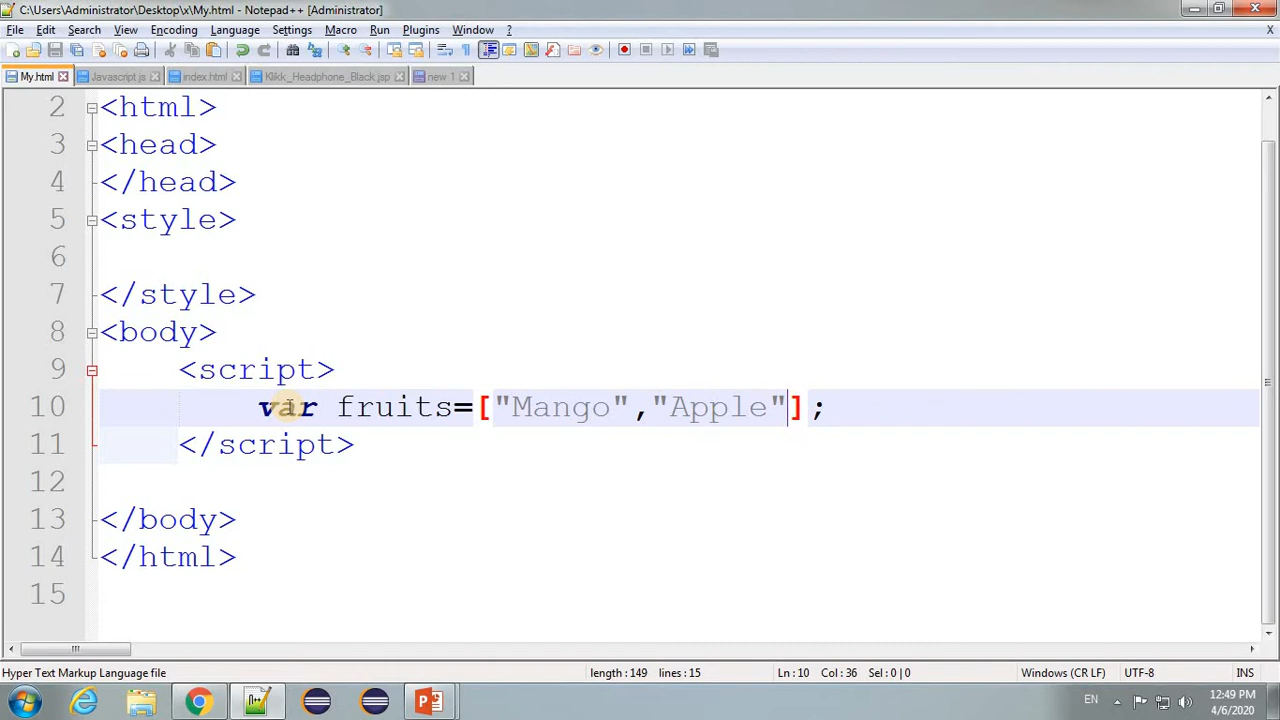 C:\Users\Administrator\Desktop\x\My.html - Notepad++ [Administrator]
File Edit Search View Encoding Language Settings Macro Run Plugins Window ? X
My.html Javascript.js index.html Klikk_Headphone_Black.jsp new 1
2 <html>
3 <head>
4 </head>
5 <style>
6
7 </style>
8 <body>
9 <script>
10 var fruits=["Mango","Apple"];
11 </script>
12
13 </body>
14 </html>
15
Hyper Text Markup Language file length : 149 lines : 15 Ln : 10 Col : 36 Sel : 0 | 0 Windows (CR LF) UTF-8 INS
EN 12:49 PM
4/6/2020